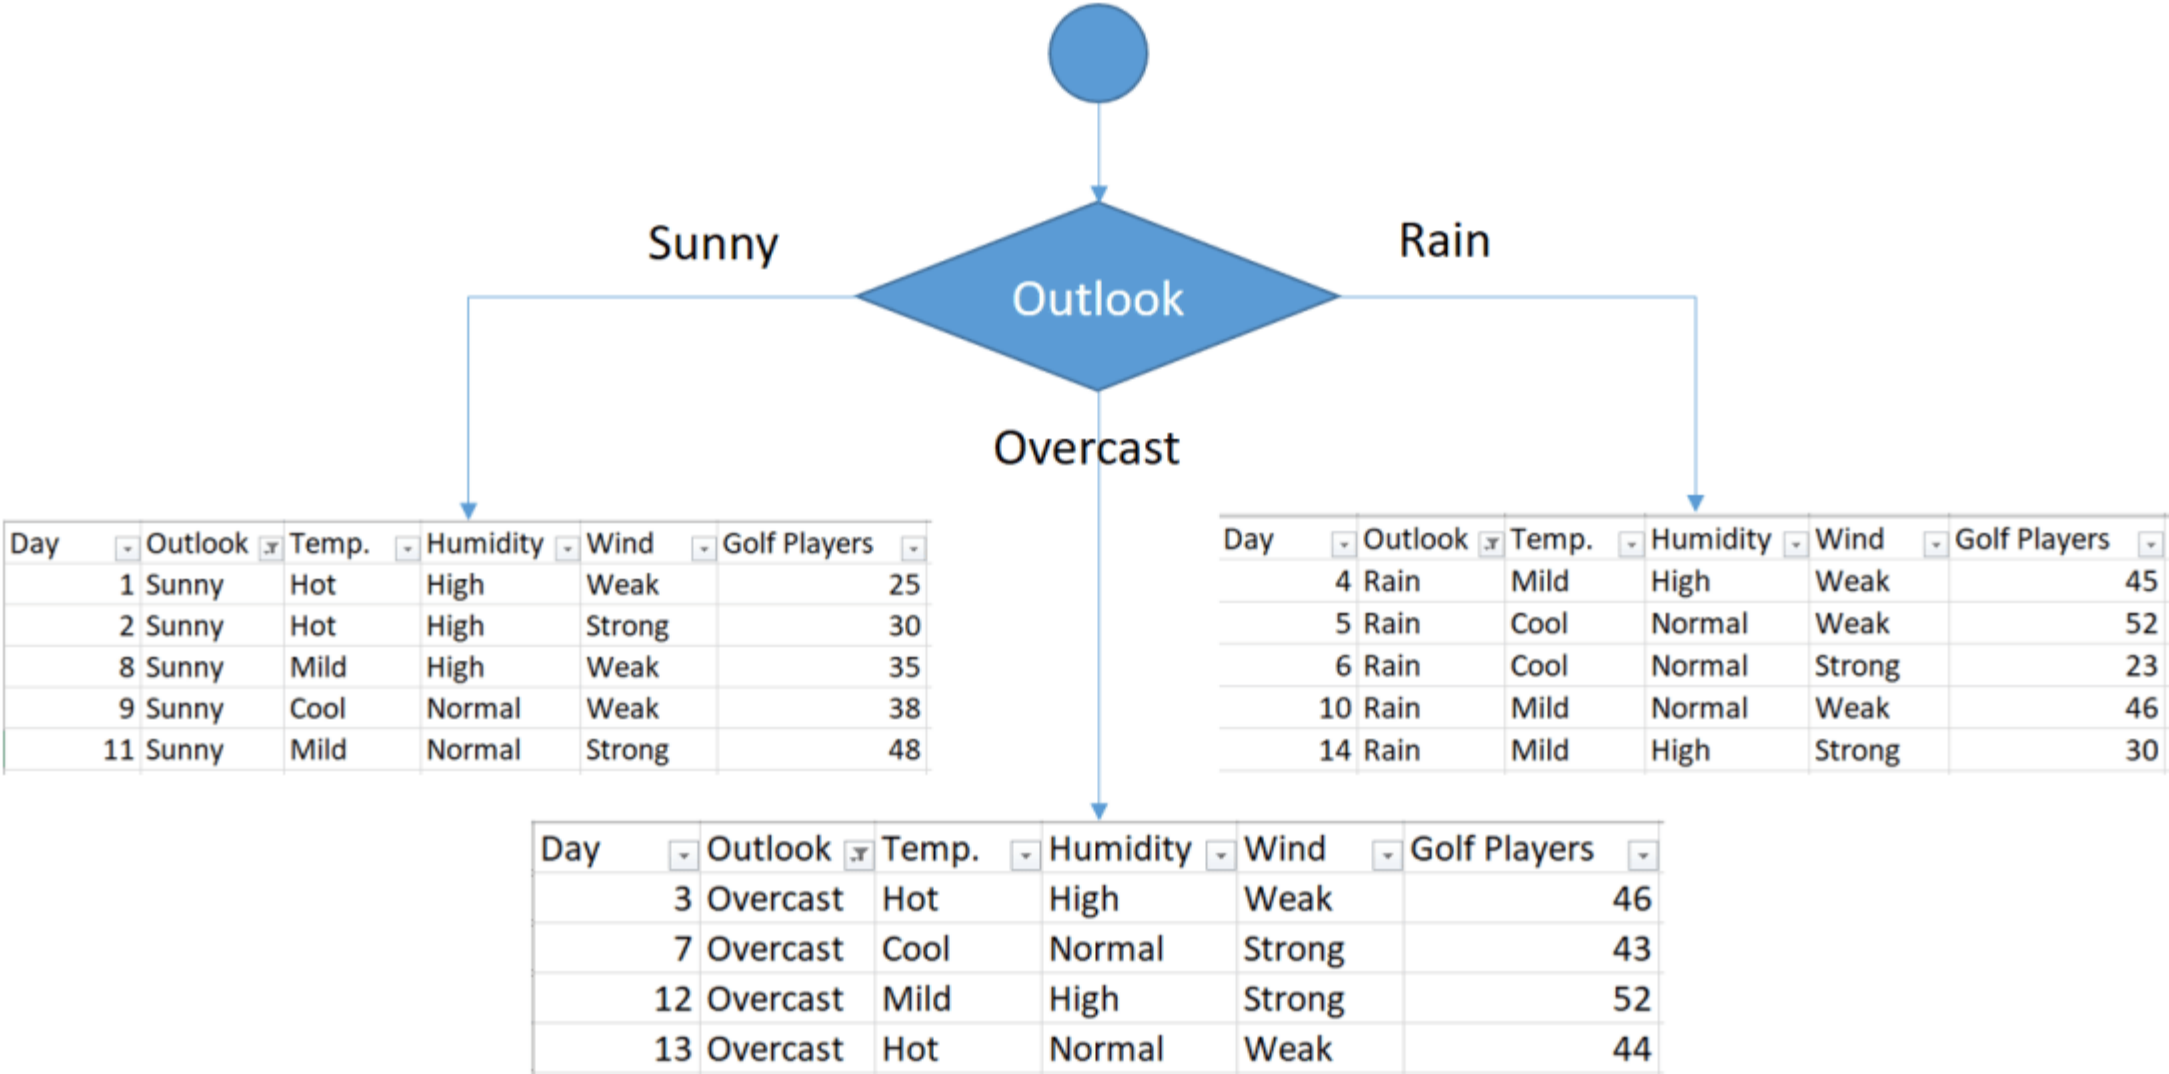 Sunny
Rain
Outlook
Overcast
Day Outlook Temp. Humidity Wind Golf Players
1 Sunny Hot High Weak 25
2 Sunny Hot High Strong 30
8 Sunny Mild High Weak 35
9 Sunny Cool Normal Weak 38
11 Sunny Mild Normal Strong 48
Day Outlook Temp. Humidity Wind Golf Players
4 Rain Mild High Weak 45
5 Rain Cool Normal Weak 52
6 Rain Cool Normal Strong 23
10 Rain Mild Normal Weak 46
14 Rain Mild High Strong 30
Day Outlook Temp. Humidity Wind Golf Players
3 Overcast Hot High Weak 46
7 Overcast Cool Normal Strong 43
12 Overcast Mild High Strong 52
13 Overcast Hot Normal Weak 44